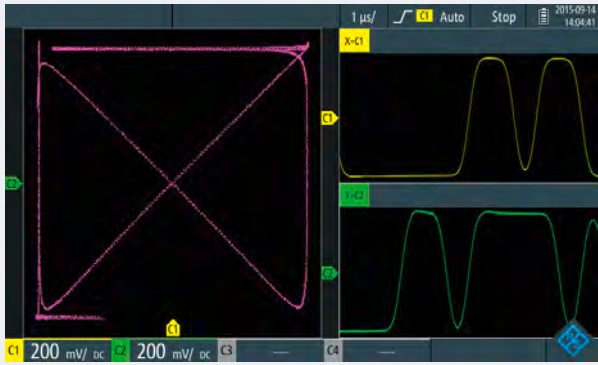 1 µs/ C1 Auto Stop 2015-09-14
14:04:41
X=C1
C1
C2
Y=C2
C2
C1
C1 200 mV/ DC C2 200 mV/ DC C3 — C4 —